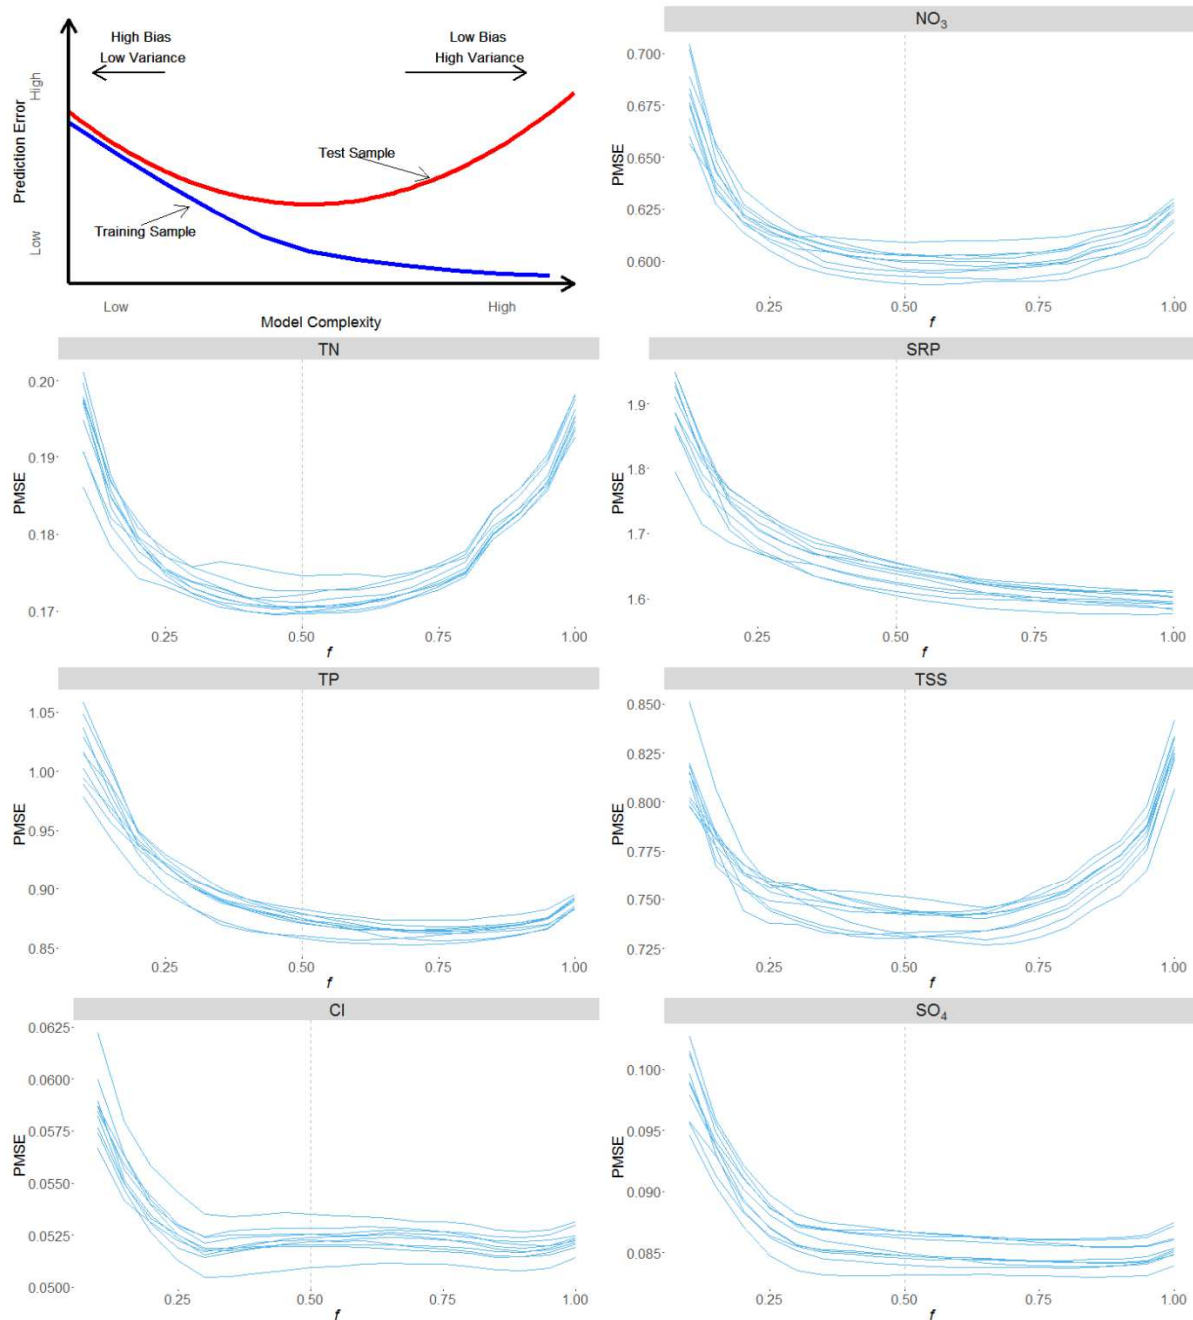 High Bias
Low Variance
Low Bias
High Variance
High
Prediction Error
Low
Test Sample
Training Sample
Low
High
Model Complexity
NO3
0.700
0.675
0.650
0.625
0.600
PMSE
0.25
0.50
0.75
1.00
f
TN
0.20
0.19
0.18
0.17
PMSE
0.25
0.50
0.75
1.00
f
SRP
1.9
1.8
1.7
1.6
PMSE
0.25
0.50
0.75
1.00
f
TP
1.05
1.00
0.95
0.90
0.85
PMSE
0.25
0.50
0.75
1.00
f
TSS
0.850
0.825
0.800
0.775
0.750
0.725
PMSE
0.25
0.50
0.75
1.00
f
Cl
0.0625
0.0600
0.0575
0.0550
0.0525
0.0500
PMSE
0.25
0.50
0.75
1.00
f
SO4
0.100
0.095
0.090
0.085
PMSE
0.25
0.50
0.75
1.00
f